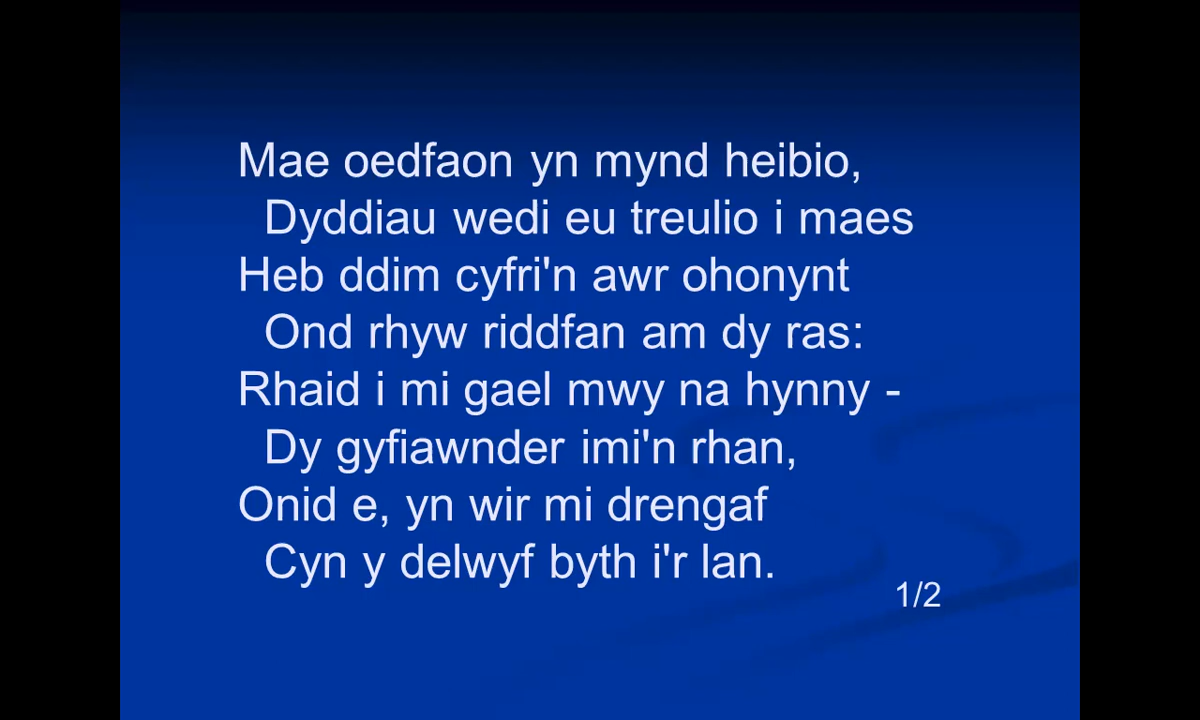 Mae oedfaon yn mynd heibio,
Dyddiau wedi eu treulio i maes
Heb ddim cyfri'n awr ohonynt
Ond rhyw riddfan am dy ras:
Rhaid i mi gael mwy na hynny -
Dy gyfiawnder imi'n rhan,
Onid e, yn wir mi drengaf
Cyn y delwyf byth i'r lan.
1/2